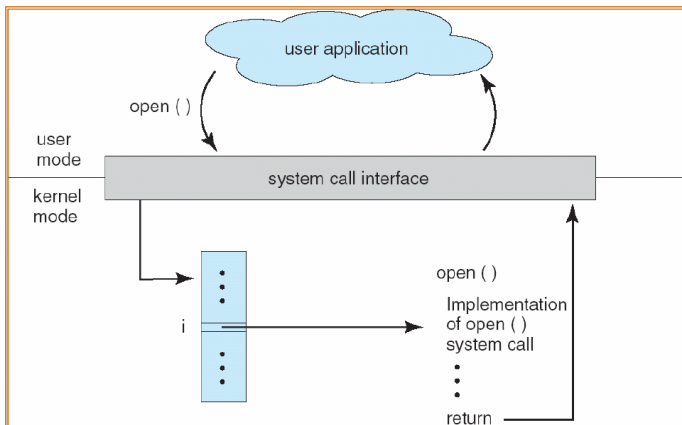 user application
open ( )
user
mode
system call interface
kernel
mode
open ( )
Implementation
of open ( )
system call
i
return